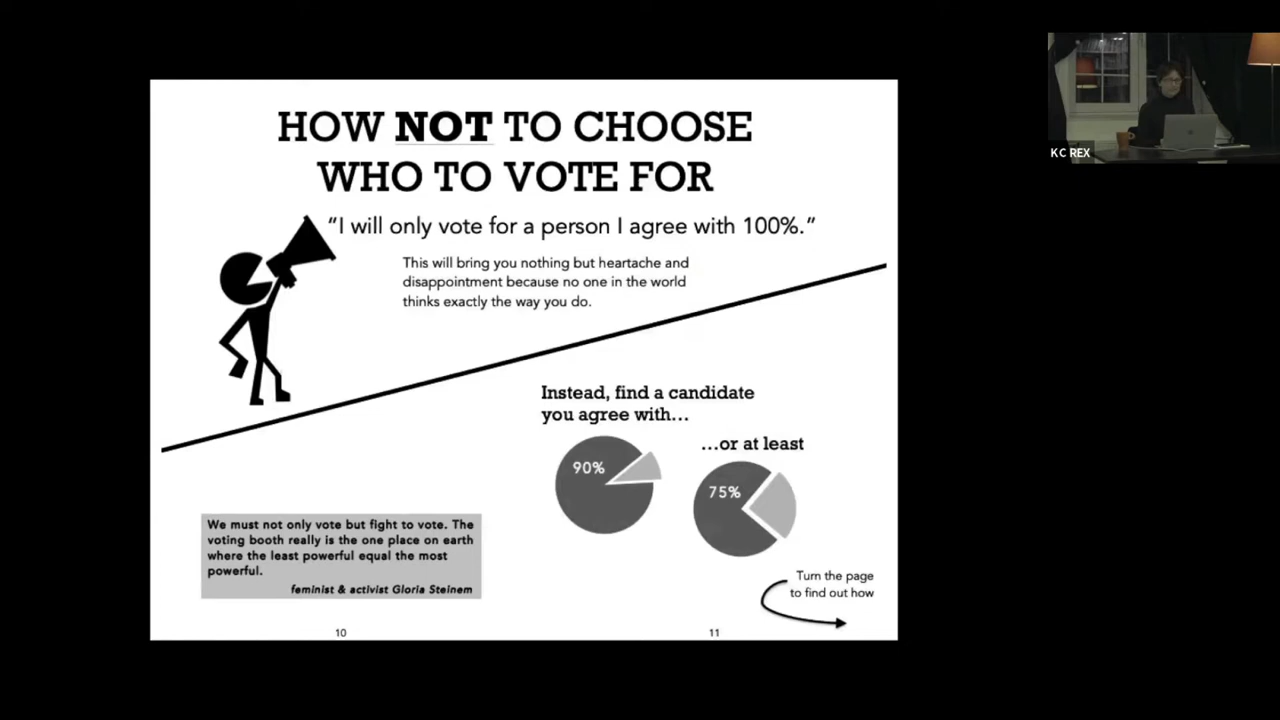 HOW NOT TO CHOOSE
WHO TO VOTE FOR
“I will only vote for a person I agree with 100%.”
This will bring you nothing but heartache and
disappointment because no one in the world
thinks exactly the way you do.
Instead, find a candidate
you agree with…
90%
…or at least
75%
We must not only vote but fight to vote. The
voting booth really is the one place on earth
where the least powerful equal the most
powerful.
feminist & activist Gloria Steinem
Turn the page
to find out how
10
11
KC REX